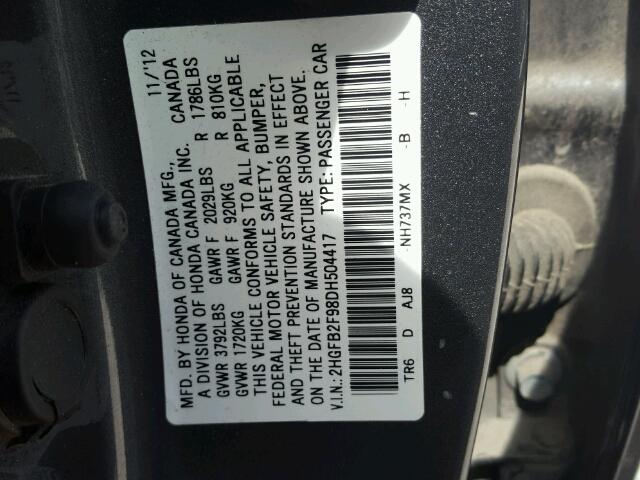 MFD. BY HONDA OF CANADA MFG., 11/'12
A DIVISION OF HONDA CANADA INC. CANADA
GVWR 3792LBS GAWR F 2029LBS R 1786LBS
GVWR 1720KG GAWR F 920KG R 810KG
THIS VEHICLE CONFORMS TO ALL APPLICABLE
FEDERAL MOTOR VEHICLE SAFETY, BUMPER,
AND THEFT PREVENTION STANDARDS IN EFFECT
ON THE DATE OF MANUFACTURE SHOWN ABOVE.
V.I.N.: 2HGFB2F98DH504417 TYPE: PASSENGER CAR
TR6 D AJ8 -NH737MX -B -H